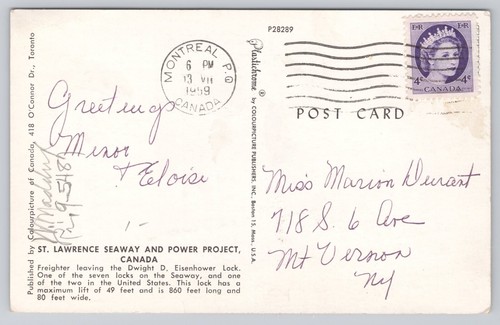 P28289
MONTREAL, P.Q
6 PM
13 VII
1959
CANADA
E·R E·R
4c 4c
CANADA
POST CARD
Greetings
Minor
& Eloise
Miss Marion
718 S. 6 Ave
Mt Vernon
NY
ST. LAWRENCE SEAWAY AND POWER PROJECT,
CANADA
Freighter leaving the Dwight D. Eisenhower Lock.
One of the seven locks on the Seaway, and one
of the two in the United States. This lock has a
maximum lift of 49 feet and is 860 feet long and
80 feet wide.
Published by Colourpicture of Canada, 418 O'Connor Dr., Toronto
Plastichrome ® by COLOURPICTURE PUBLISHERS, INC. Boston 15, Mass., U.S.A.